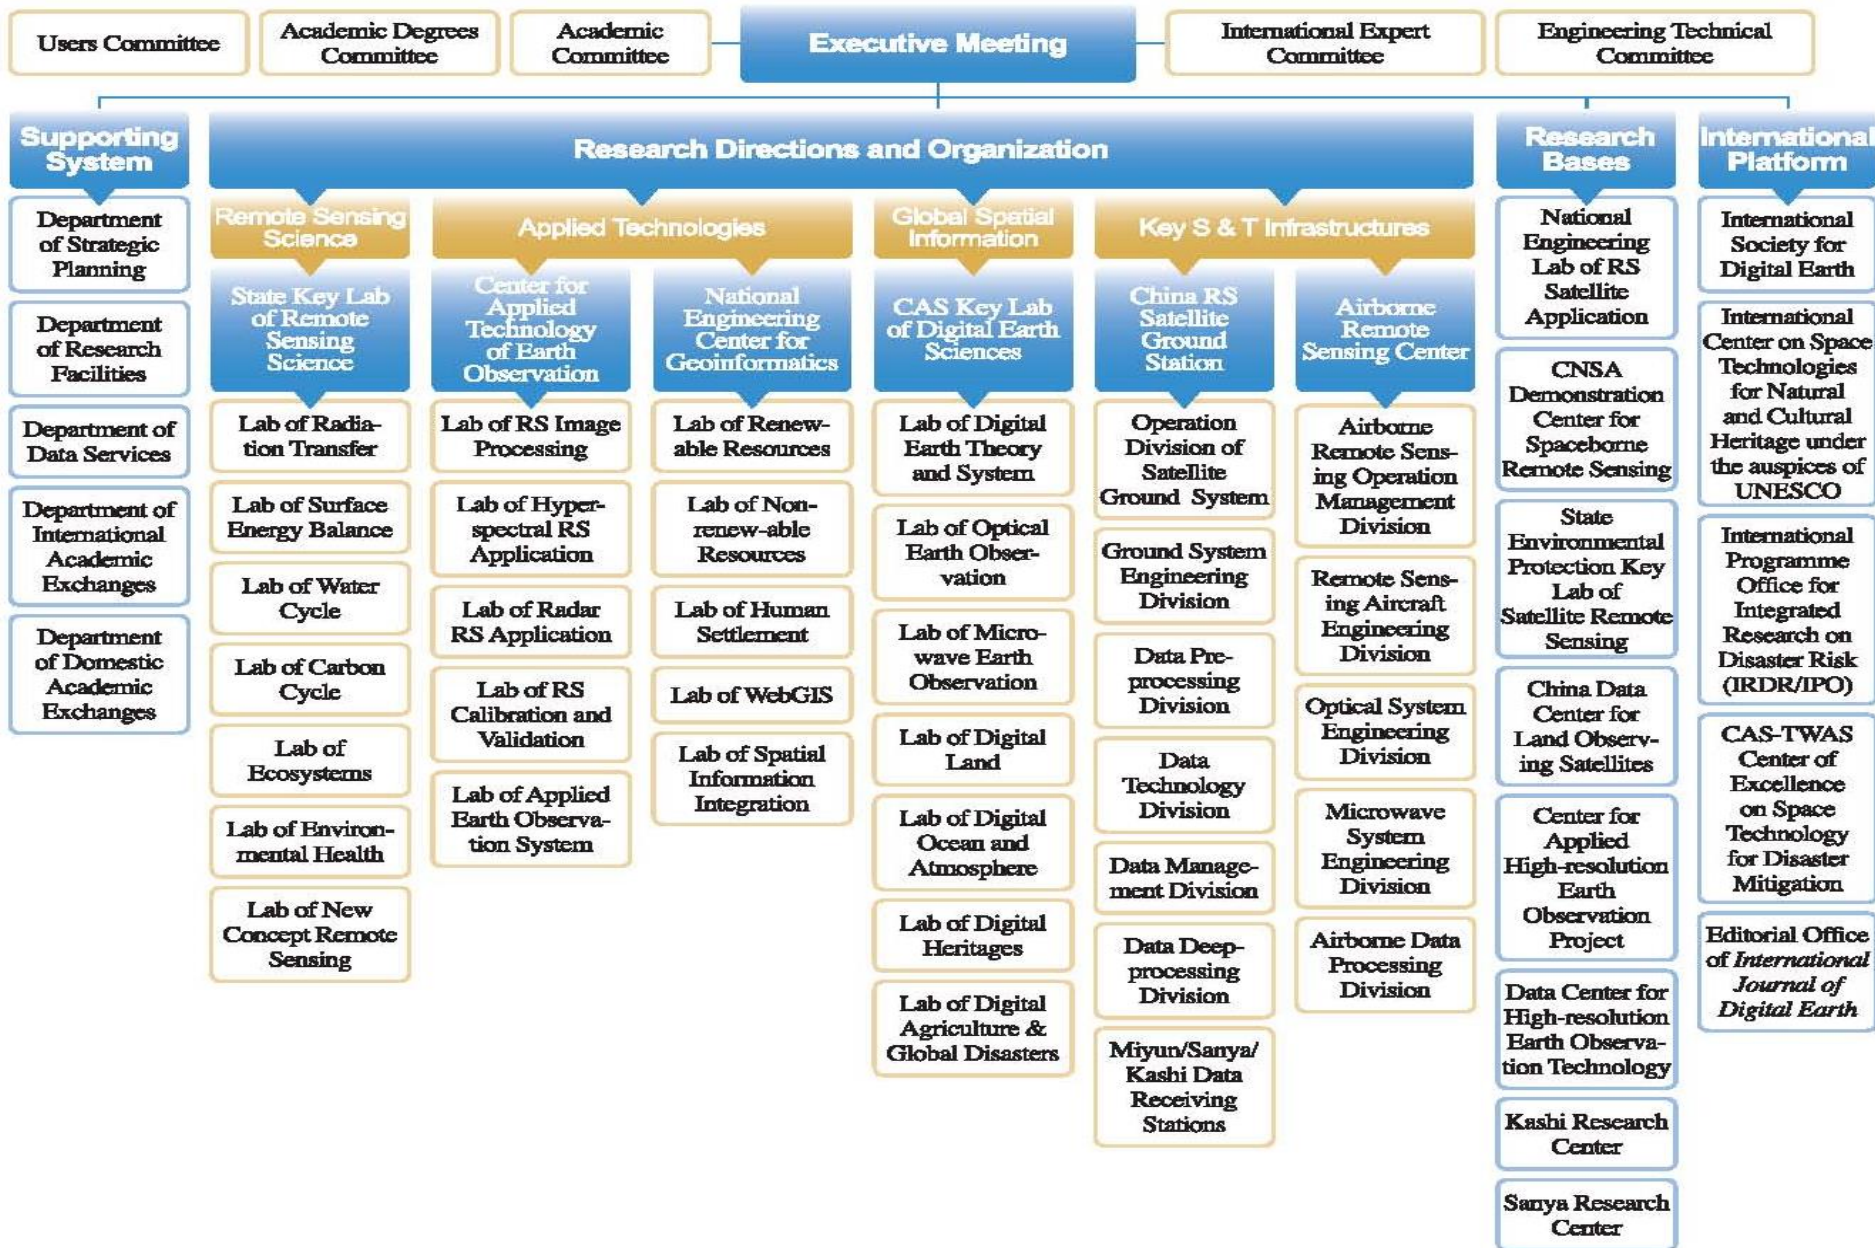 Users Committee
Academic Degrees
Committee
Academic
Committee
Executive Meeting
International Expert
Committee
Engineering Technical
Committee
Supporting
System
Department
of Strategic
Planning
Department
of Research
Facilities
Department of
Data Services
Department of
International
Academic
Exchanges
Department
of Domestic
Academic
Exchanges
Research Directions and Organization
Remote Sensing
Science
State Key Lab
of Remote
Sensing
Science
Lab of Radia-
tion Transfer
Lab of Surface
Energy Balance
Lab of Water
Cycle
Lab of Carbon
Cycle
Lab of
Ecosystems
Lab of Environ-
mental Health
Lab of New
Concept Remote
Sensing
Applied Technologies
Center for
Applied
Technology
of Earth
Observation
Lab of RS Image
Processing
Lab of Hyper-
spectral RS
Application
Lab of Radar
RS Application
Lab of RS
Calibration and
Validation
Lab of Applied
Earth Observa-
tion System
National
Engineering
Center for
Geoinformatics
Lab of Renew-
able Resources
Lab of Non-
renew-able
Resources
Lab of Human
Settlement
Lab of WebGIS
Lab of Spatial
Information
Integration
Global Spatial
Information
CAS Key Lab
of Digital Earth
Sciences
Lab of Digital
Earth Theory
and System
Lab of Optical
Earth Obser-
vation
Lab of Micro-
wave Earth
Observation
Lab of Digital
Land
Lab of Digital
Ocean and
Atmosphere
Lab of Digital
Heritages
Lab of Digital
Agriculture &
Global Disasters
Key S & T Infrastructures
China RS
Satellite
Ground
Station
Operation
Division of
Satellite
Ground System
Ground System
Engineering
Division
Data Pre-
processing
Division
Data
Technology
Division
Data Manage-
ment Division
Data Deep-
processing
Division
Miyun/Sanya/
Kashi Data
Receiving
Stations
Airborne
Remote
Sensing Center
Airborne
Remote Sens-
ing Operation
Management
Division
Remote Sens-
ing Aircraft
Engineering
Division
Optical System
Engineering
Division
Microwave
System
Engineering
Division
Airborne Data
Processing
Division
Research
Bases
National
Engineering
Lab of RS
Satellite
Application
CNSA
Demonstration
Center for
Spaceborne
Remote Sensing
State
Environmental
Protection Key
Lab of
Satellite Remote
Sensing
China Data
Center for
Land Observ-
ing Satellites
Center for
Applied
High-resolution
Earth
Observation
Project
Data Center for
High-resolution
Earth Observa-
tion Technology
Kashi Research
Center
Sanya Research
Center
International
Platform
International
Society for
Digital Earth
International
Center on Space
Technologies
for Natural
and Cultural
Heritage under
the auspices of
UNESCO
International
Programme
Office for
Integrated
Research on
Disaster Risk
(IRDR/IPO)
CAS-TWAS
Center of
Excellence
on Space
Technology
for Disaster
Mitigation
Editorial Office
of International
Journal of
Digital Earth